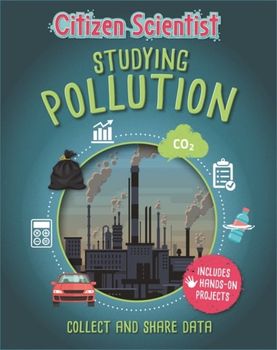 Citizen Scientist
STUDYING
POLLUTION
CO₂
INCLUDES
HANDS-ON
PROJECTS
COLLECT AND SHARE DATA